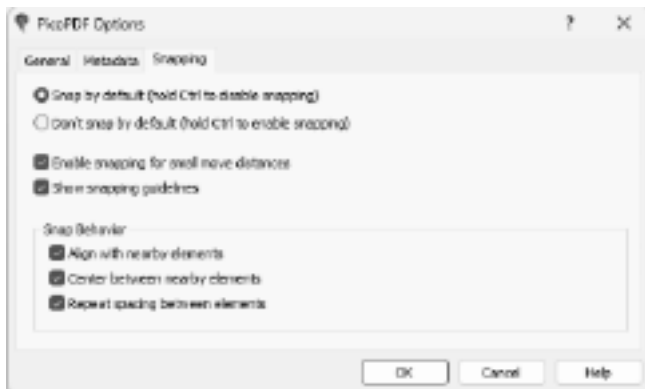 PicoPDF Options
General Metadata Snapping
Snap by default (hold Ctrl to disable snapping)
Don't snap by default (hold Ctrl to enable snapping)
Enable snapping for small move distances
Show snapping guidelines
Snap Behavior
Align with nearby elements
Center between nearby elements
Repeat spacing between elements
OK Cancel Help